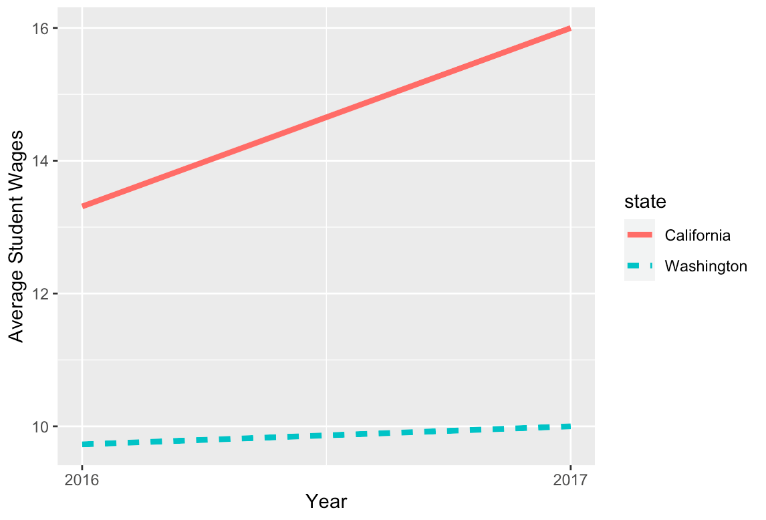 16
14
12
10
Average Student Wages
2016
2017
Year
state
California
Washington